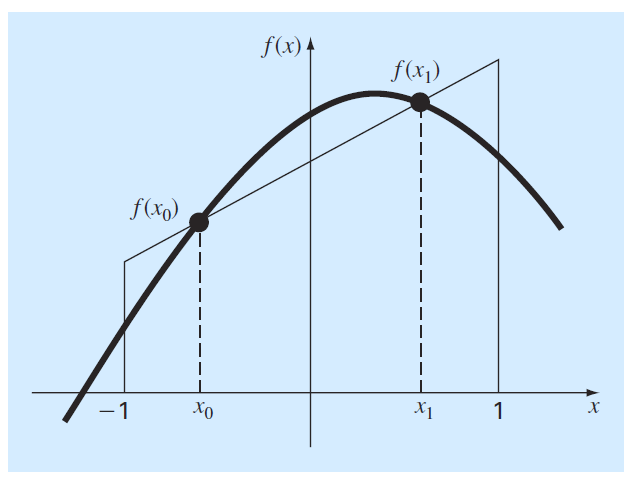 f(x)
f(x₁)
f(x₀)
−1 x₀ x₁ 1 x